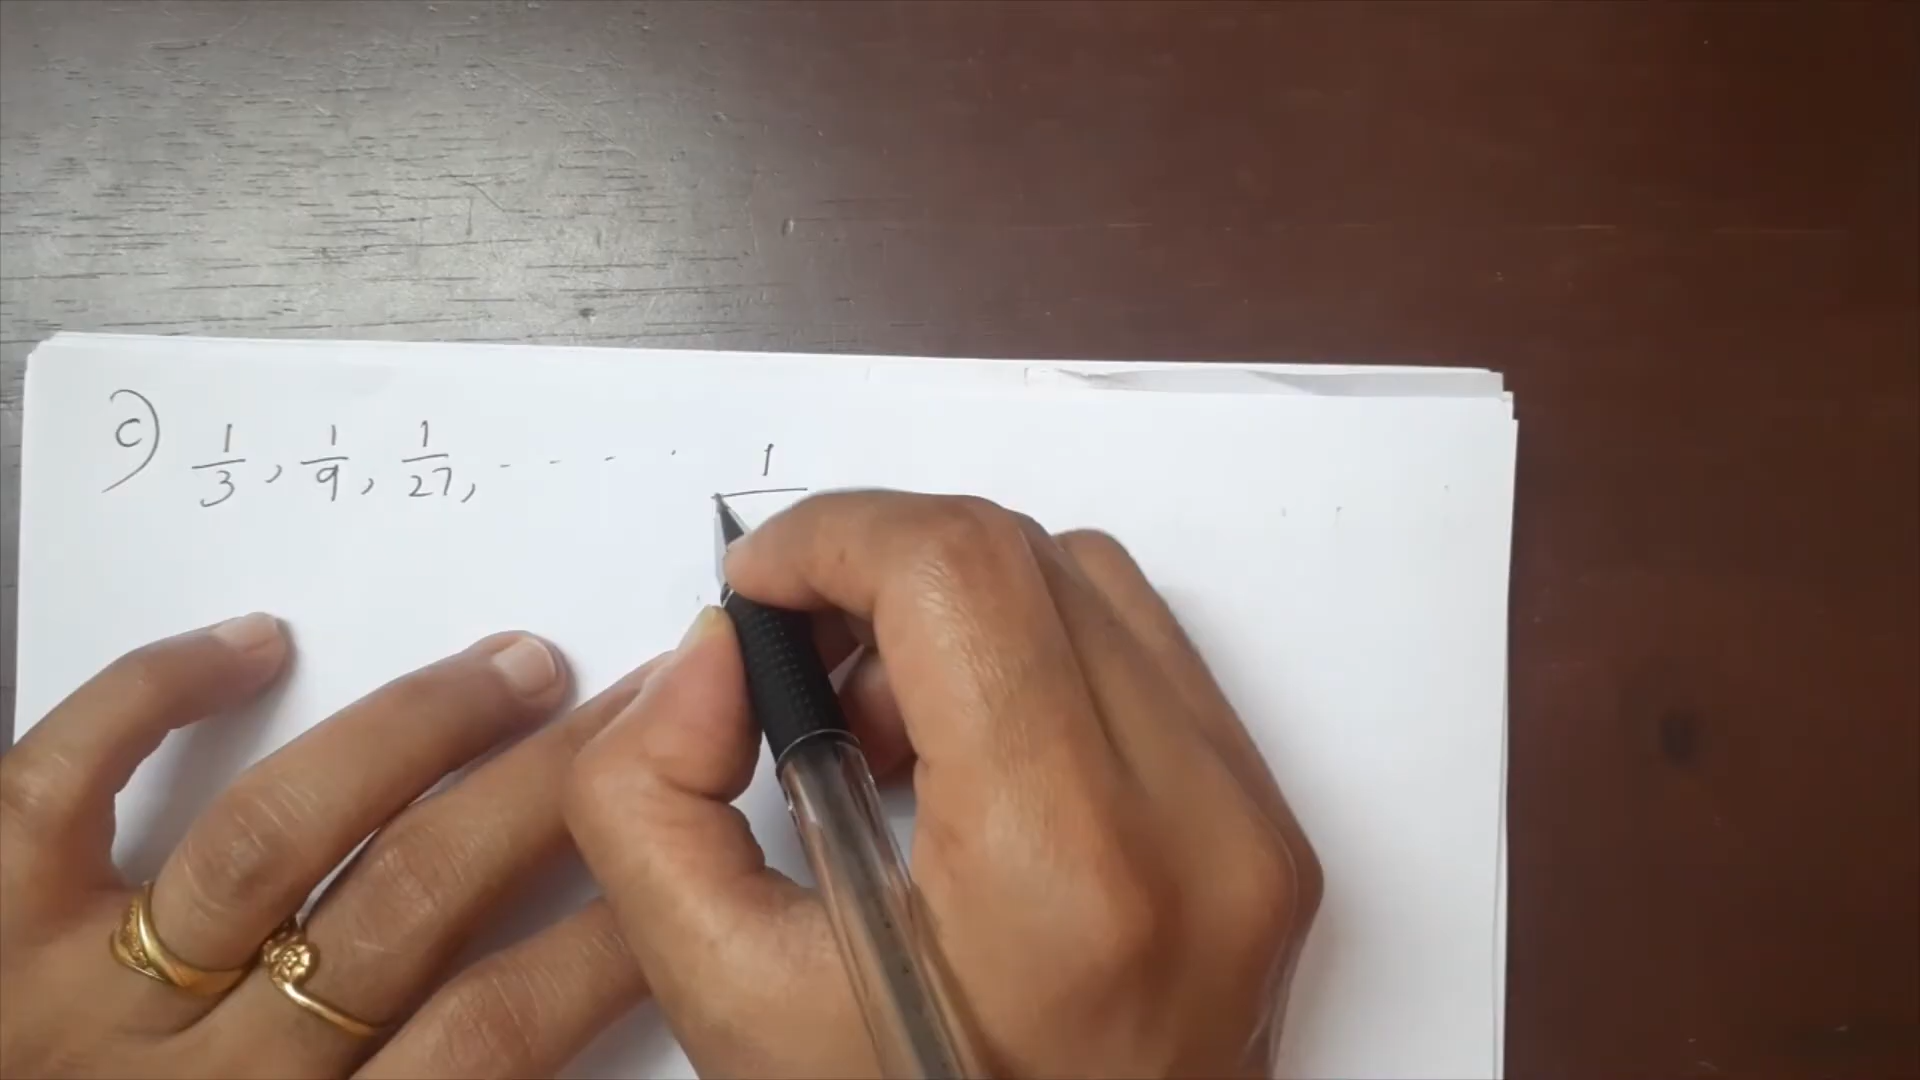 c) 1/3, 1/9, 1/27, - - - . 1/